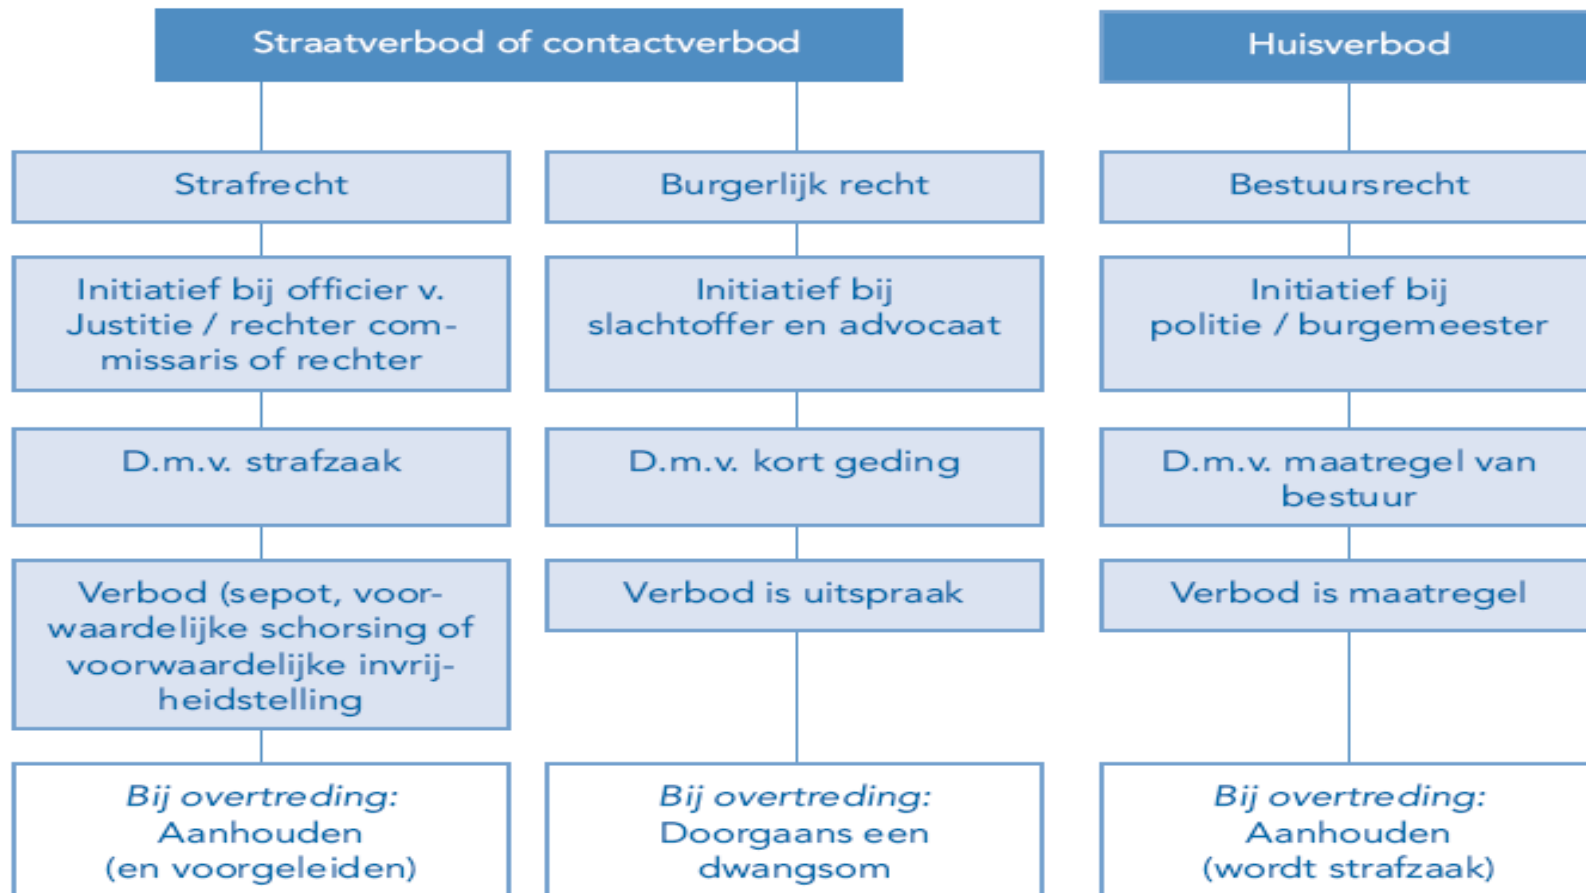 Straatverbod of contactverbod
Huisverbod
Strafrecht
Burgerlijk recht
Bestuursrecht
Initiatief bij officier v.
Justitie / rechter com-
missaris of rechter
Initiatief bij
slachtoffer en advocaat
Initiatief bij
politie / burgemeester
D.m.v. strafzaak
D.m.v. kort geding
D.m.v. maatregel van
bestuur
Verbod (sepot, voor-
waardelijke schorsing of
voorwaardelijke invrij-
heidstelling
Verbod is uitspraak
Verbod is maatregel
Bij overtreding:
Aanhouden
(en voorgeleiden)
Bij overtreding:
Doorgaans een
dwangsom
Bij overtreding:
Aanhouden
(wordt strafzaak)